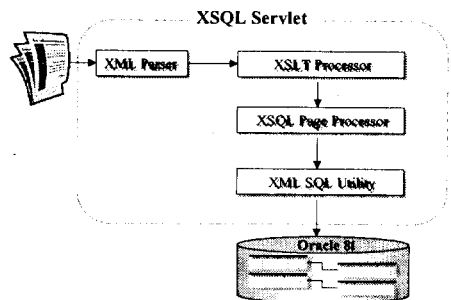 XSQL Servlet
XML Parser
XSLT Processor
XSQL Page Processor
XML SQL Utility
Oracle 8i